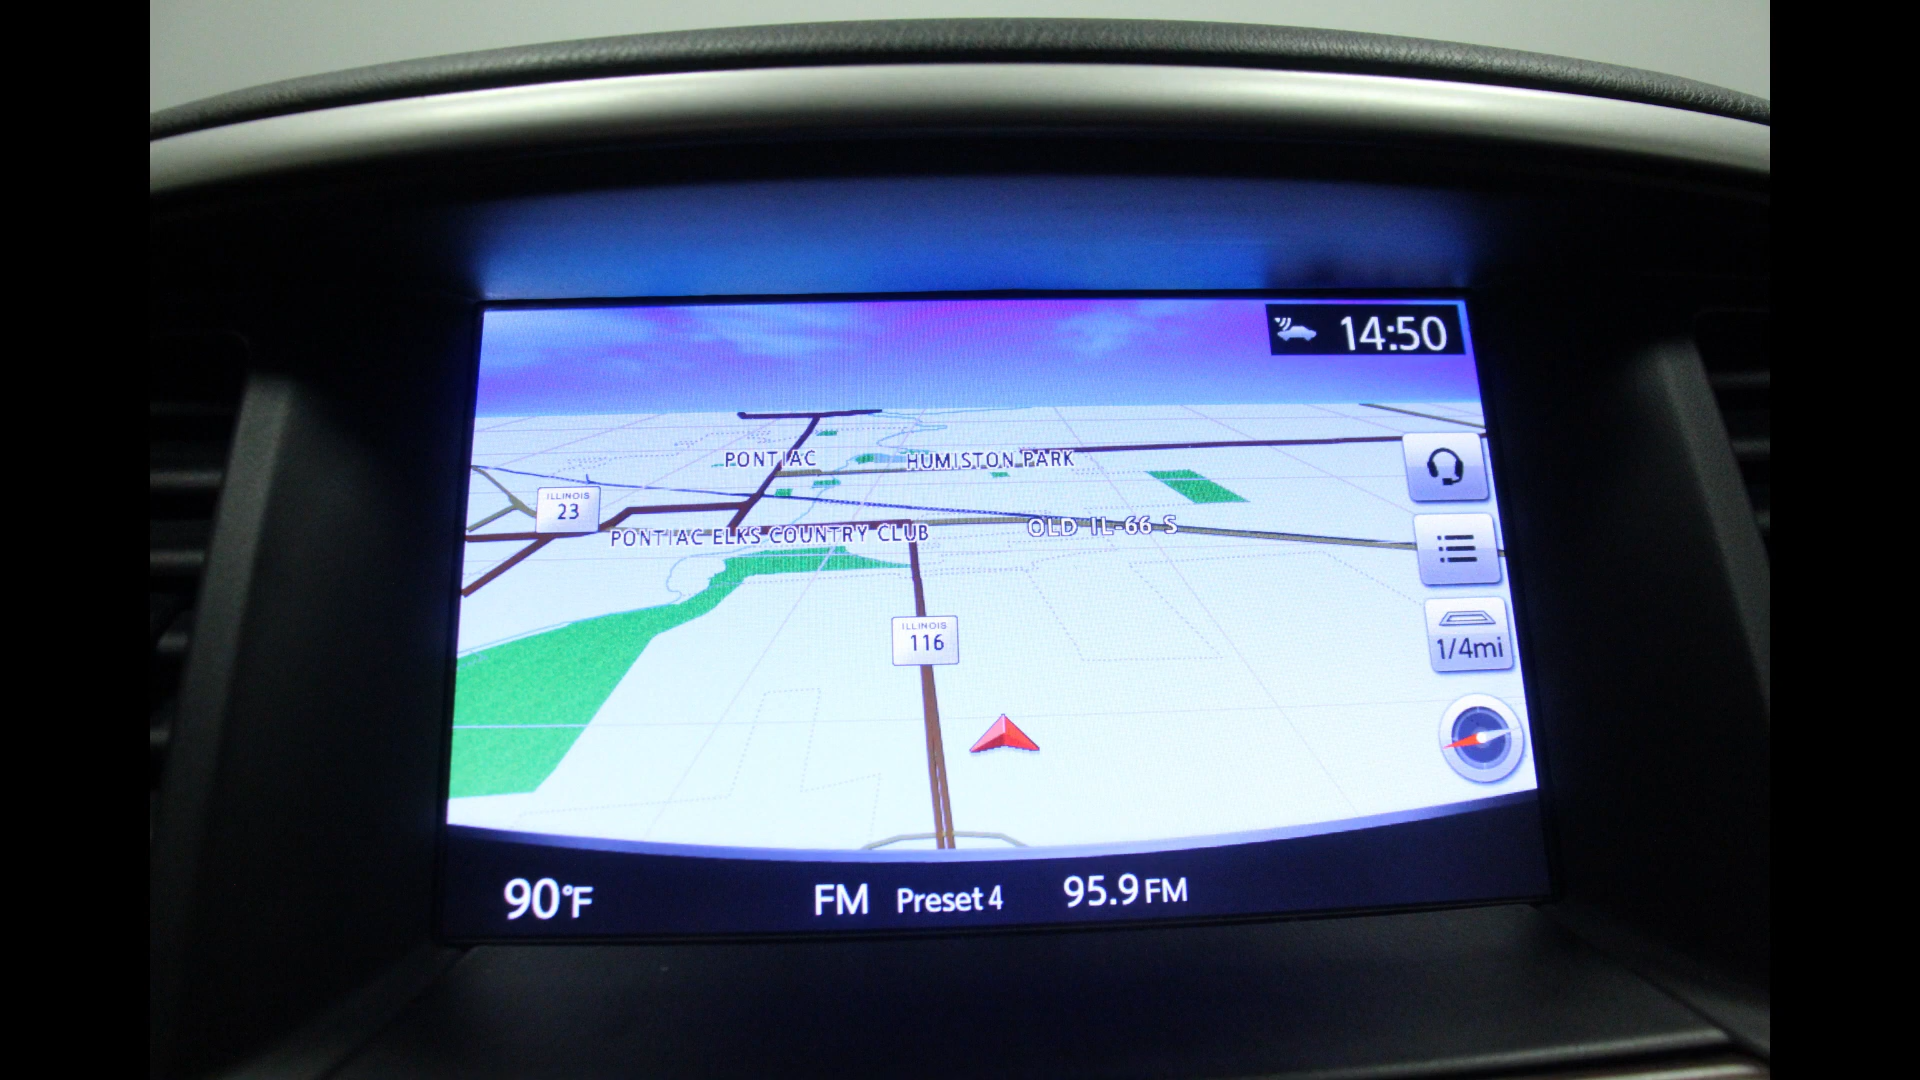 14:50
PONTIAC
HUMISTON PARK
ILLINOIS
23
PONTIAC ELKS COUNTRY CLUB
OLD IL-66 S
ILLINOIS
116
1/4mi
90°F
FM Preset 4 95.9 FM